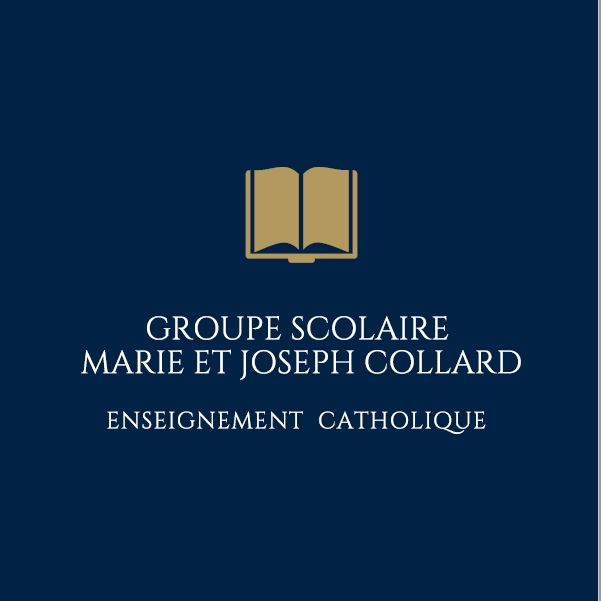 GROUPE SCOLAIRE
MARIE ET JOSEPH COLLARD
ENSEIGNEMENT CATHOLIQUE